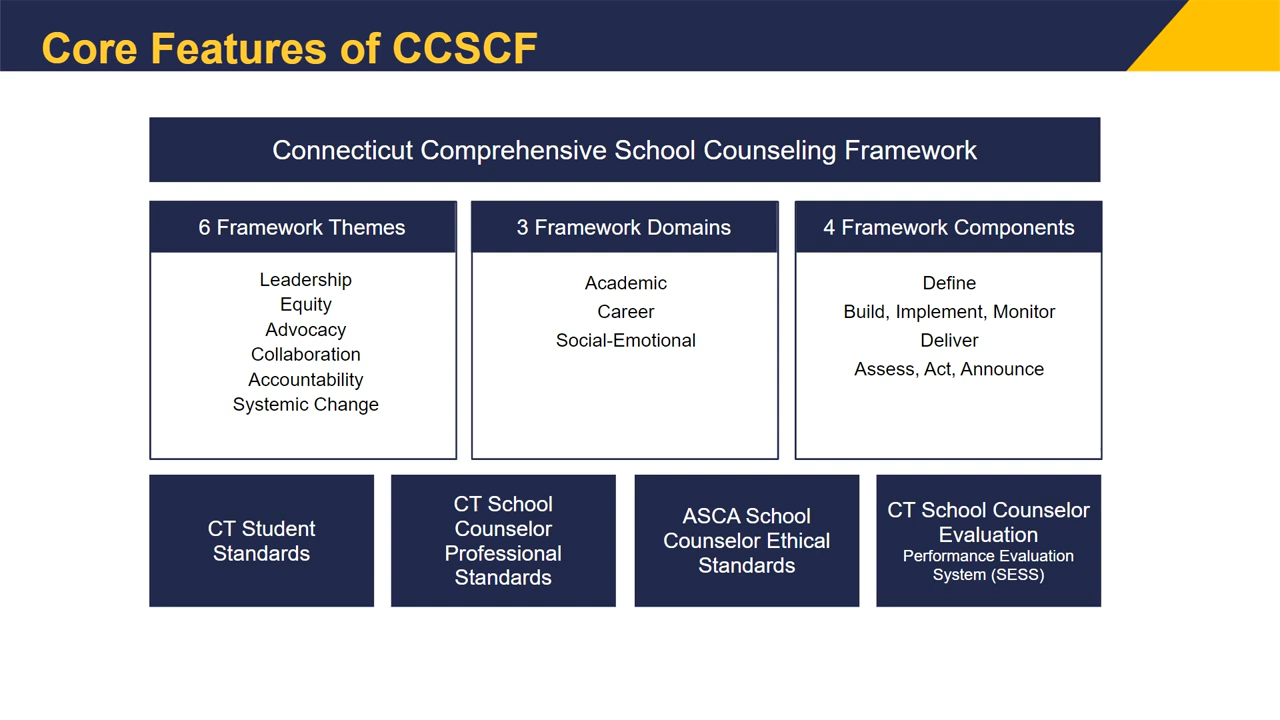 Core Features of CCSCF
Connecticut Comprehensive School Counseling Framework
6 Framework Themes
Leadership
Equity
Advocacy
Collaboration
Accountability
Systemic Change
3 Framework Domains
Academic
Career
Social-Emotional
4 Framework Components
Define
Build, Implement, Monitor
Deliver
Assess, Act, Announce
CT Student
Standards
CT School
Counselor
Professional
Standards
ASCA School
Counselor Ethical
Standards
CT School Counselor
Evaluation
Performance Evaluation
System (SESS)